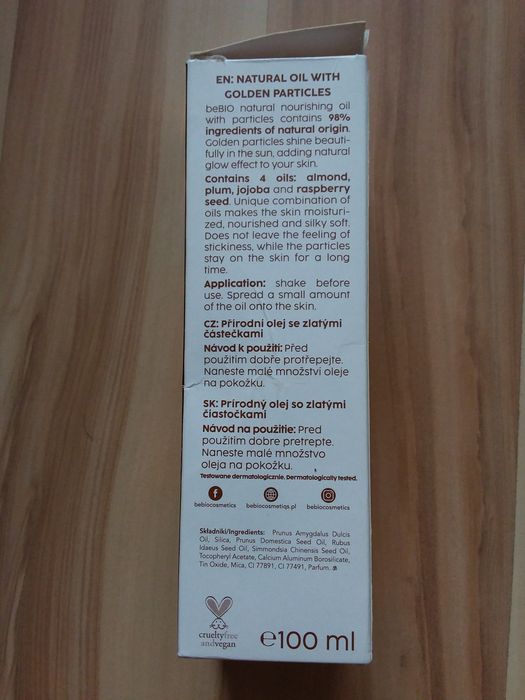 EN: NATURAL OIL WITH
GOLDEN PARTICLES
beBIO natural nourishing oil
with particles contains 98%
ingredients of natural origin.
Golden particles shine beauti-
fully in the sun, adding natural
glow effect to your skin.
Contains 4 oils: almond,
plum, jojoba and raspberry
seed. Unique combination of
oils makes the skin moisturi-
zed, nourished and silky soft.
Does not leave the feeling of
stickiness, while the particles
stay on the skin for a long
time.
Application: shake before
use. Spread a small amount
of the oil onto the skin.
CZ: Přírodní olej se zlatými
částečkami
Návod k použití: Před
použitím dobře protřepejte.
Naneste malé množství oleje
na pokožku.
SK: Prírodný olej so zlatými
čiastočkami
Návod na použitie: Pred
použitím dobre pretrepte.
Naneste malé množstvo
oleja na pokožku.
Testowane dermatologicznie. Dermatologically tested.
bebiocosmetics
bebiocosmetiqs.pl
bebiocosmetics
Składniki/Ingredients: Prunus Amygdalus Dulcis
Oil, Silica, Prunus Domestica Seed Oil, Rubus
Idaeus Seed Oil, Simmondsia Chinensis Seed Oil,
Tocopheryl Acetate, Calcium Aluminum Borosilicate,
Tin Oxide, Mica, CI 77891, CI 77491, Parfum.
crueltyfree
andvegan
℮100 ml